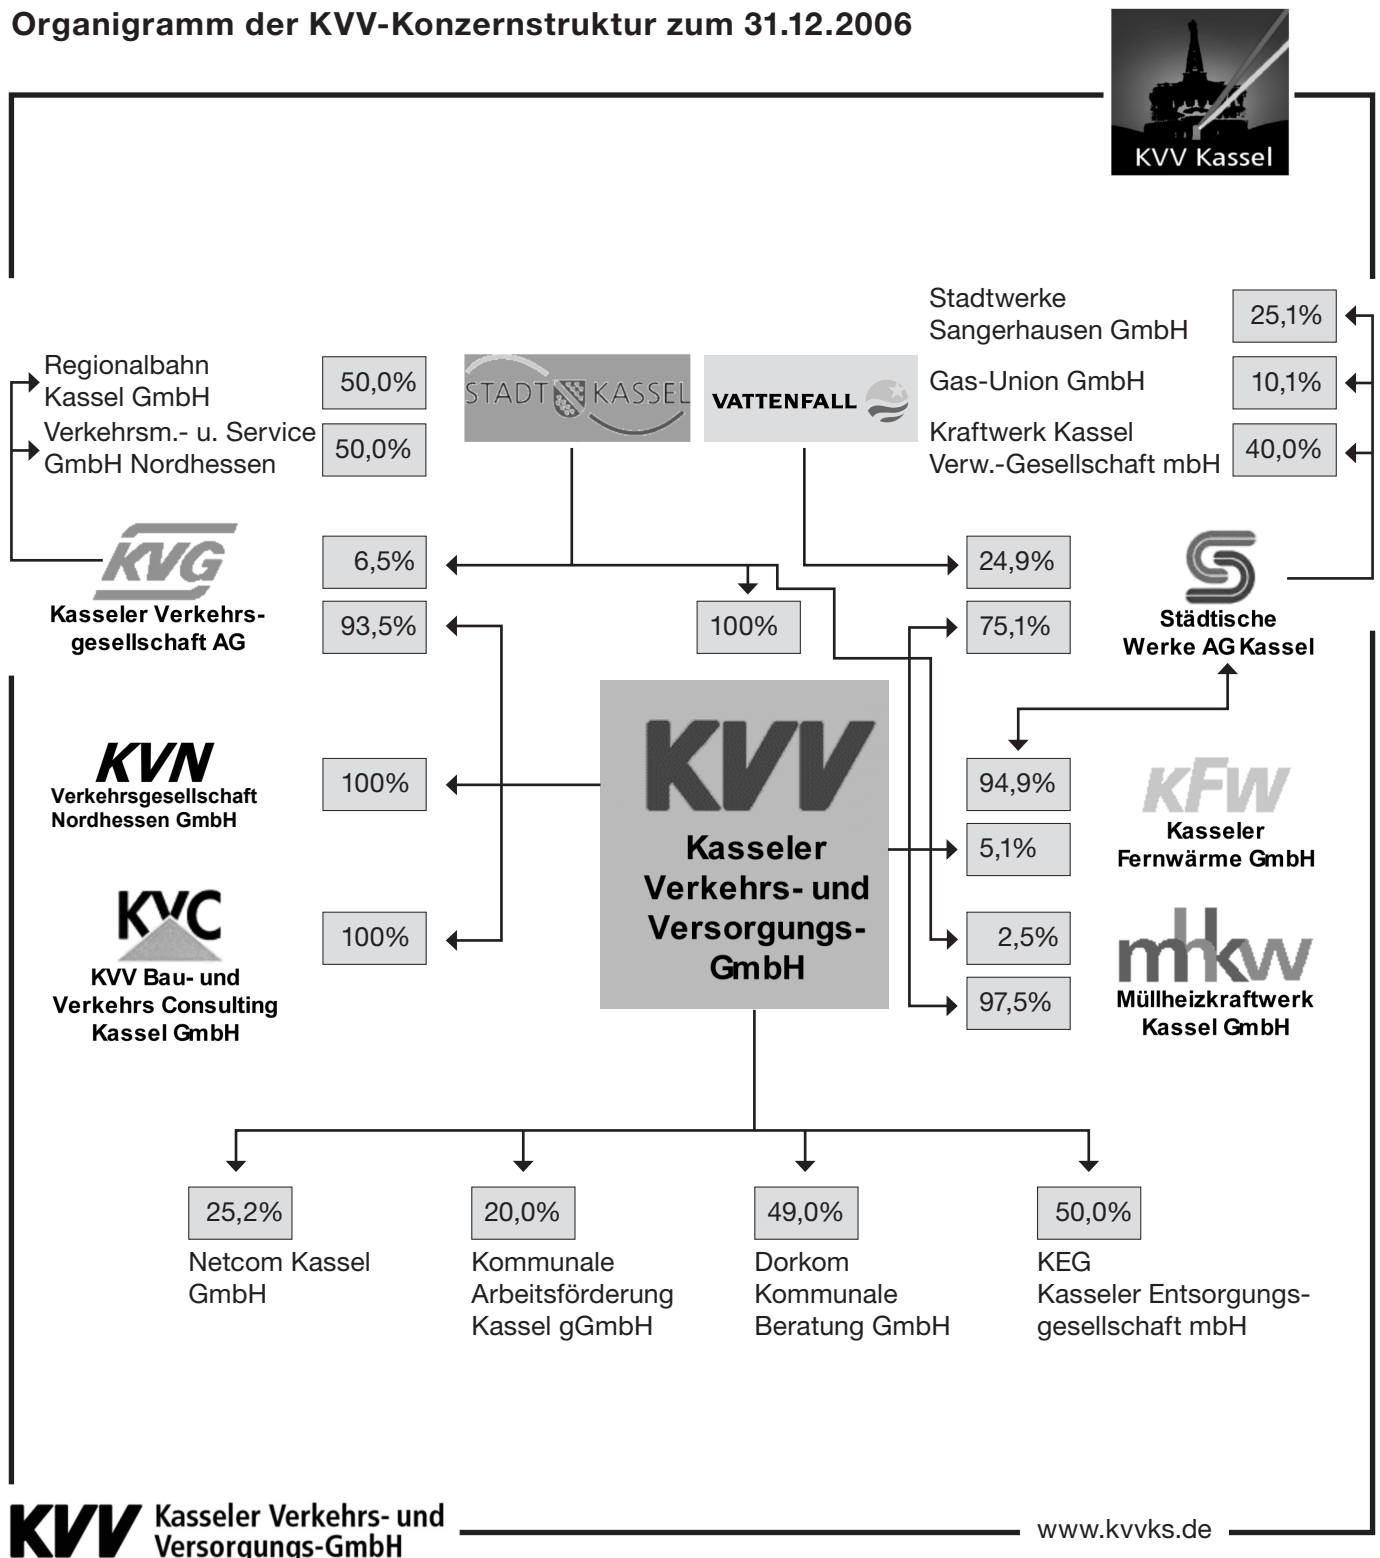 Organigramm der KVV-Konzernstruktur zum 31.12.2006
KVV Kassel
Stadtwerke
Sangerhausen GmbH
25,1%
Regionalbahn
Kassel GmbH
50,0%
STADT KASSEL
VATTENFALL
Gas-Union GmbH
10,1%
Verkehrsm.- u. Service
GmbH Nordhessen
50,0%
Kraftwerk Kassel
Verw.-Gesellschaft mbH
40,0%
KVG
Kasseler Verkehrs-
gesellschaft AG
6,5%
93,5%
100%
24,9%
75,1%
S
Städtische
Werke AG Kassel
KVN
Verkehrsgesellschaft
Nordhessen GmbH
100%
KVV
Kasseler
Verkehrs- und
Versorgungs-
GmbH
94,9%
5,1%
KFW
Kasseler
Fernwärme GmbH
KVC
KVV Bau- und
Verkehrs Consulting
Kassel GmbH
100%
2,5%
97,5%
mhkw
Müllheizkraftwerk
Kassel GmbH
25,2%
Netcom Kassel
GmbH
20,0%
Kommunale
Arbeitsförderung
Kassel gGmbH
49,0%
Dorkom
Kommunale
Beratung GmbH
50,0%
KEG
Kasseler Entsorgungs-
gesellschaft mbH
KVV Kasseler Verkehrs- und
Versorgungs-GmbH
www.kvvks.de